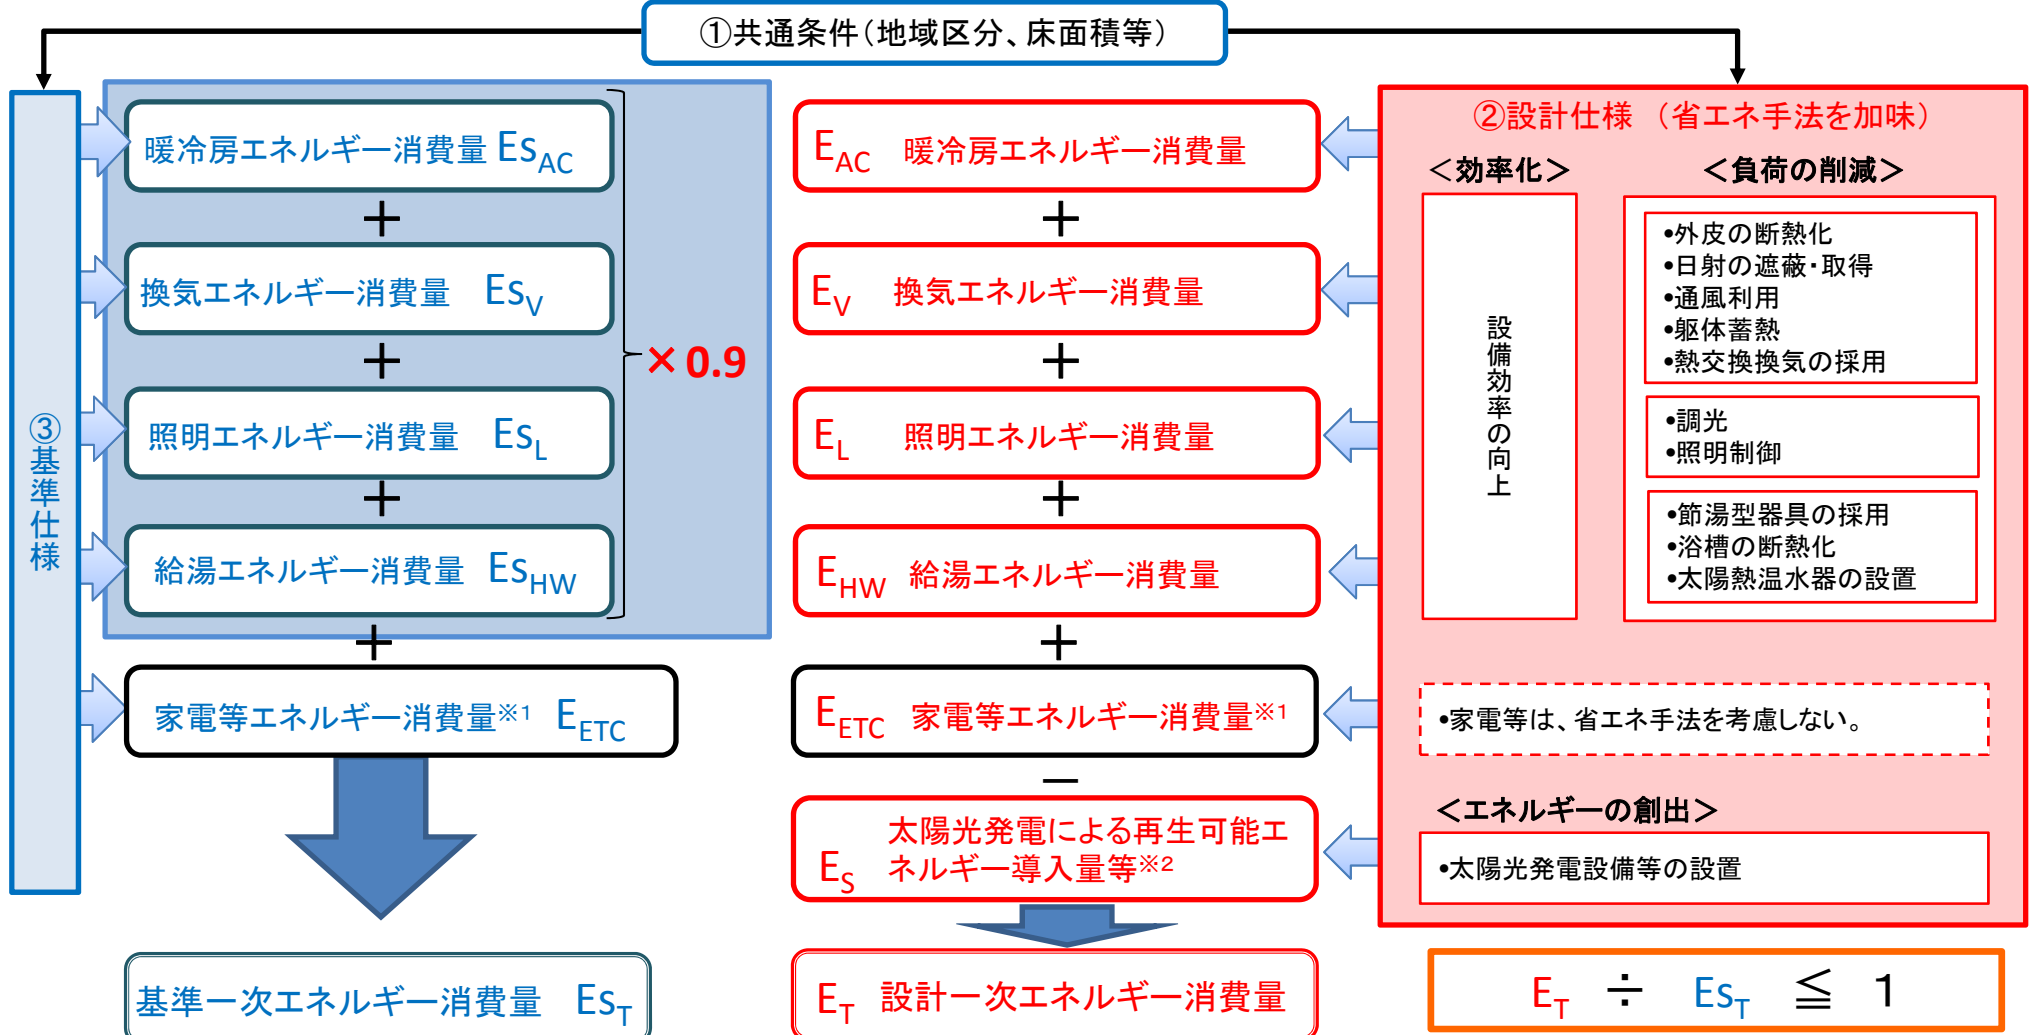 ①共通条件(地域区分、床面積等)
③基準仕様
暖冷房エネルギー消費量 EsAC
＋
換気エネルギー消費量 EsV
＋
照明エネルギー消費量 EsL
＋
給湯エネルギー消費量 EsHW
×0.9
＋
家電等エネルギー消費量※1 EETC
基準一次エネルギー消費量 EsT
EAC 暖冷房エネルギー消費量
＋
EV 換気エネルギー消費量
＋
EL 照明エネルギー消費量
＋
EHW 給湯エネルギー消費量
＋
EETC 家電等エネルギー消費量※1
－
ES 太陽光発電による再生可能エ
ネルギー導入量等※2
ET 設計一次エネルギー消費量
②設計仕様 (省エネ手法を加味)
＜効率化＞
設備効率の向上
＜負荷の削減＞
•外皮の断熱化
•日射の遮蔽・取得
•通風利用
•躯体蓄熱
•熱交換換気の採用
•調光
•照明制御
•節湯型器具の採用
•浴槽の断熱化
•太陽熱温水器の設置
•家電等は、省エネ手法を考慮しない。
＜エネルギーの創出＞
•太陽光発電設備等の設置
ET ÷ EsT ≦ 1